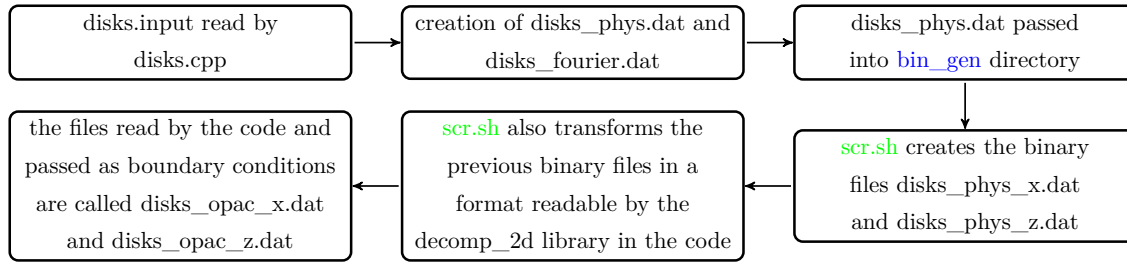 disks.input read by
disks.cpp
creation of disks_phys.dat and
disks_fourier.dat
disks_phys.dat passed
into bin_gen directory
scr.sh creates the binary
files disks_phys_x.dat
and disks_phys_z.dat
scr.sh also transforms the
previous binary files in a
format readable by the
decomp_2d library in the code
the files read by the code and
passed as boundary conditions
are called disks_opac_x.dat
and disks_opac_z.dat